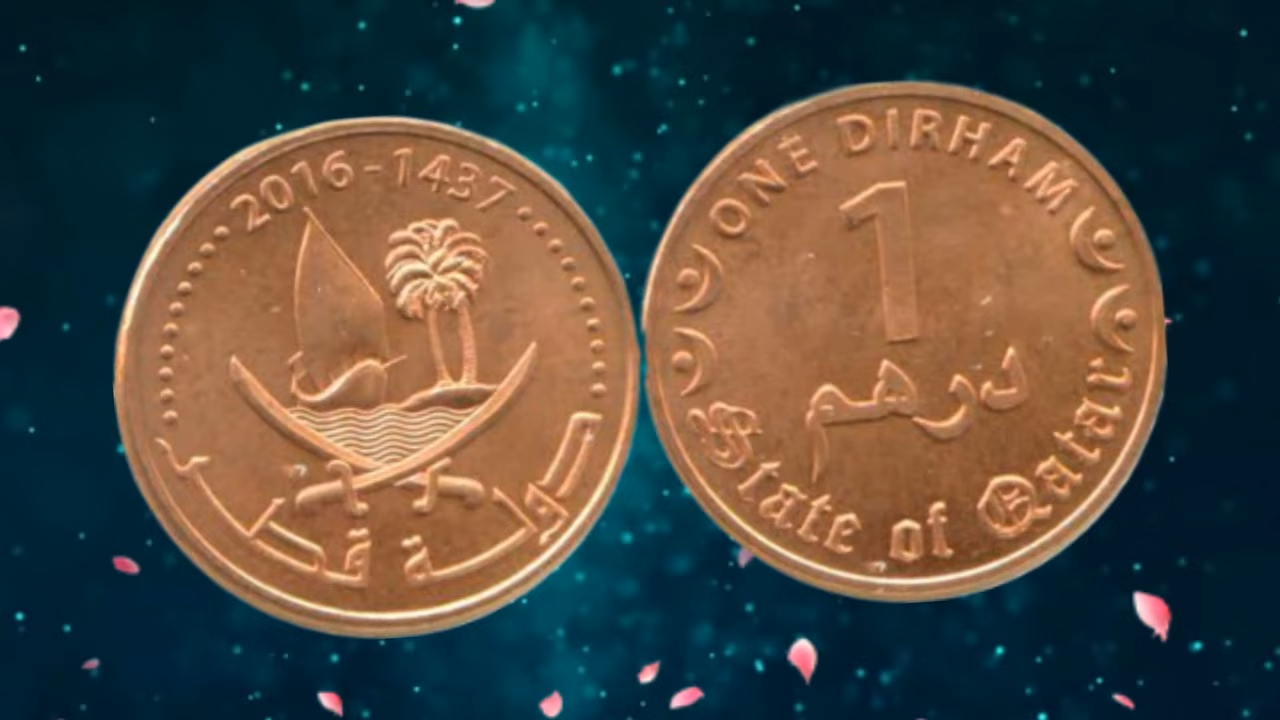 2016-1437
دولة قطر
ONE DIRHAM
1
درهم
State of Qatar